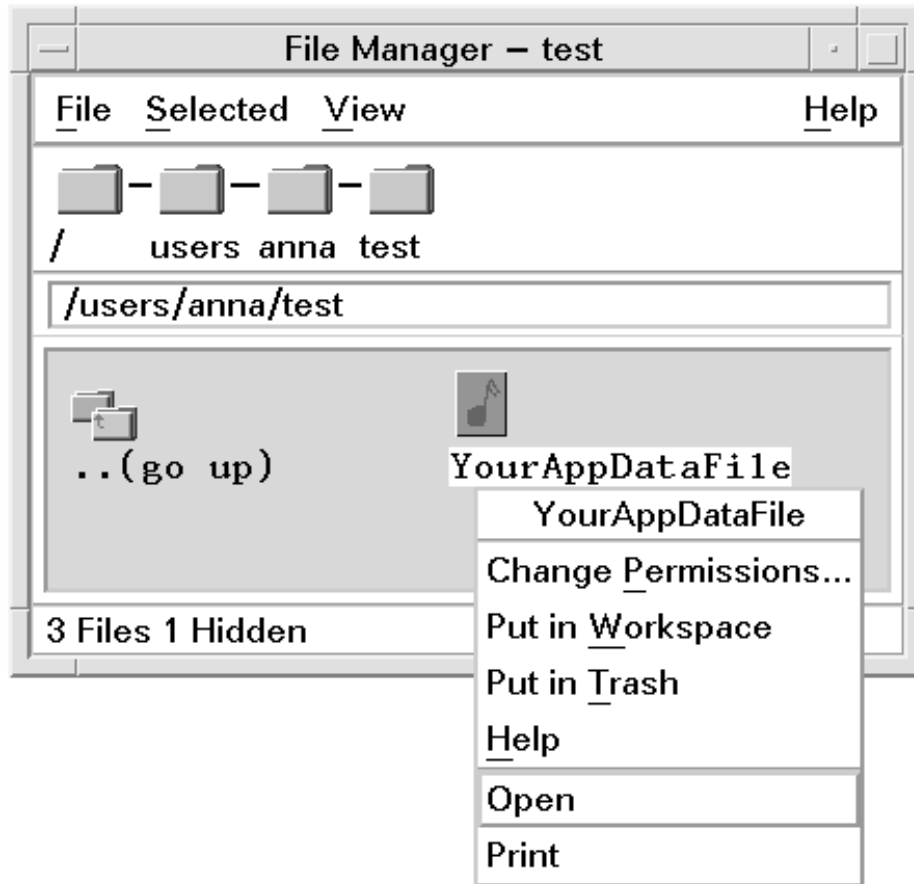 File Manager – test
File Selected View Help
/ users anna test
/users/anna/test
..(go up) YourAppDataFile
YourAppDataFile
Change Permissions...
Put in Workspace
Put in Trash
Help
Open
Print
3 Files 1 Hidden